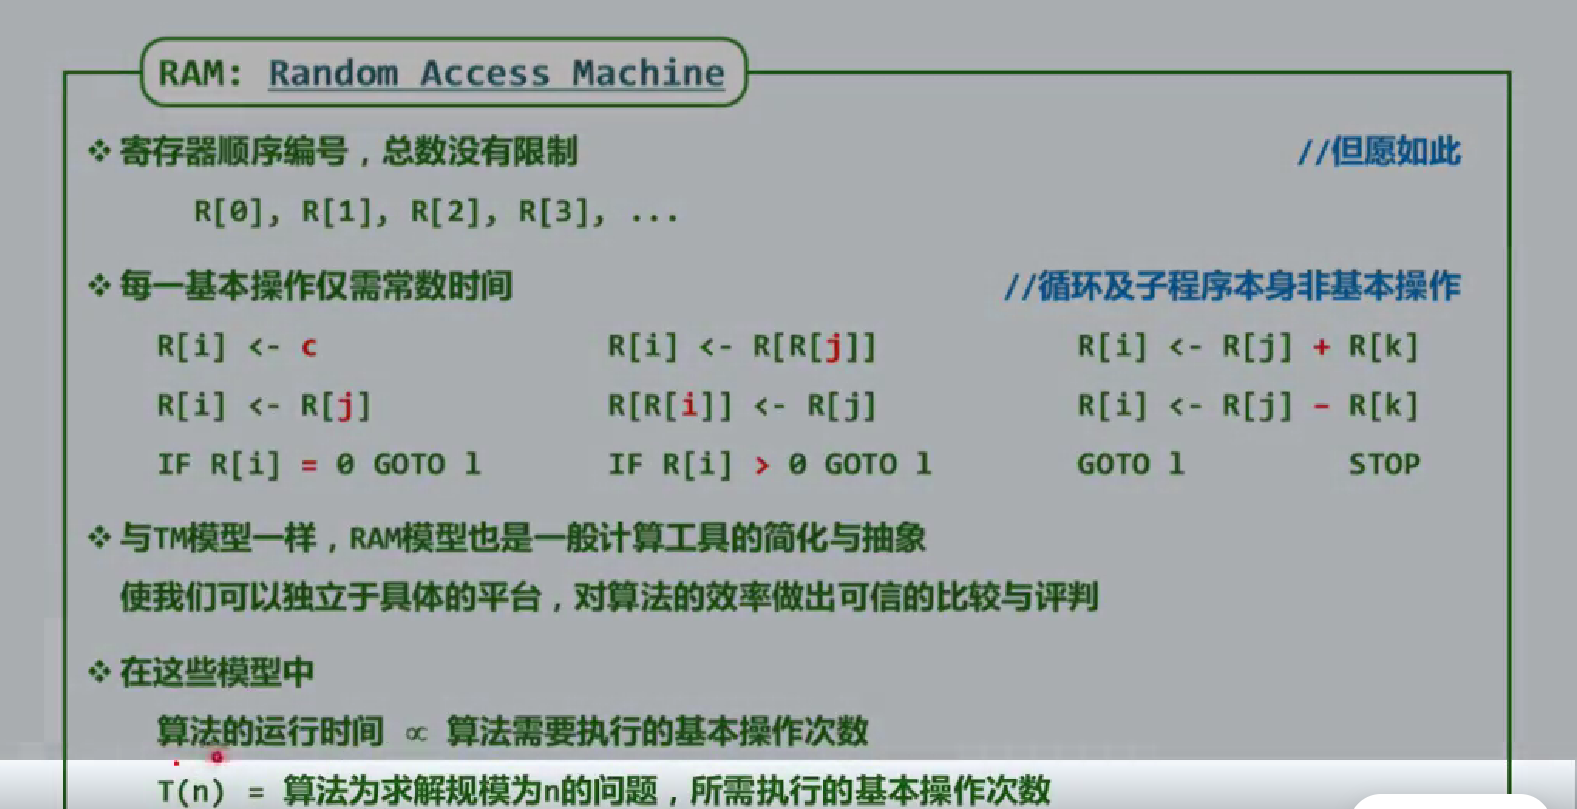 RAM: Random Access Machine
❖ 寄存器顺序编号，总数没有限制 //但愿如此
R[0], R[1], R[2], R[3], ...
❖ 每一基本操作仅需常数时间 //循环及子程序本身非基本操作
R[i] <- c R[i] <- R[R[j]] R[i] <- R[j] + R[k]
R[i] <- R[j] R[R[i]] <- R[j] R[i] <- R[j] - R[k]
IF R[i] = 0 GOTO l IF R[i] > 0 GOTO l GOTO l STOP
❖ 与TM模型一样，RAM模型也是一般计算工具的简化与抽象
使我们可以独立于具体的平台，对算法的效率做出可信的比较与评判
❖ 在这些模型中
算法的运行时间 ∝ 算法需要执行的基本操作次数
T(n) = 算法为求解规模为n的问题，所需执行的基本操作次数